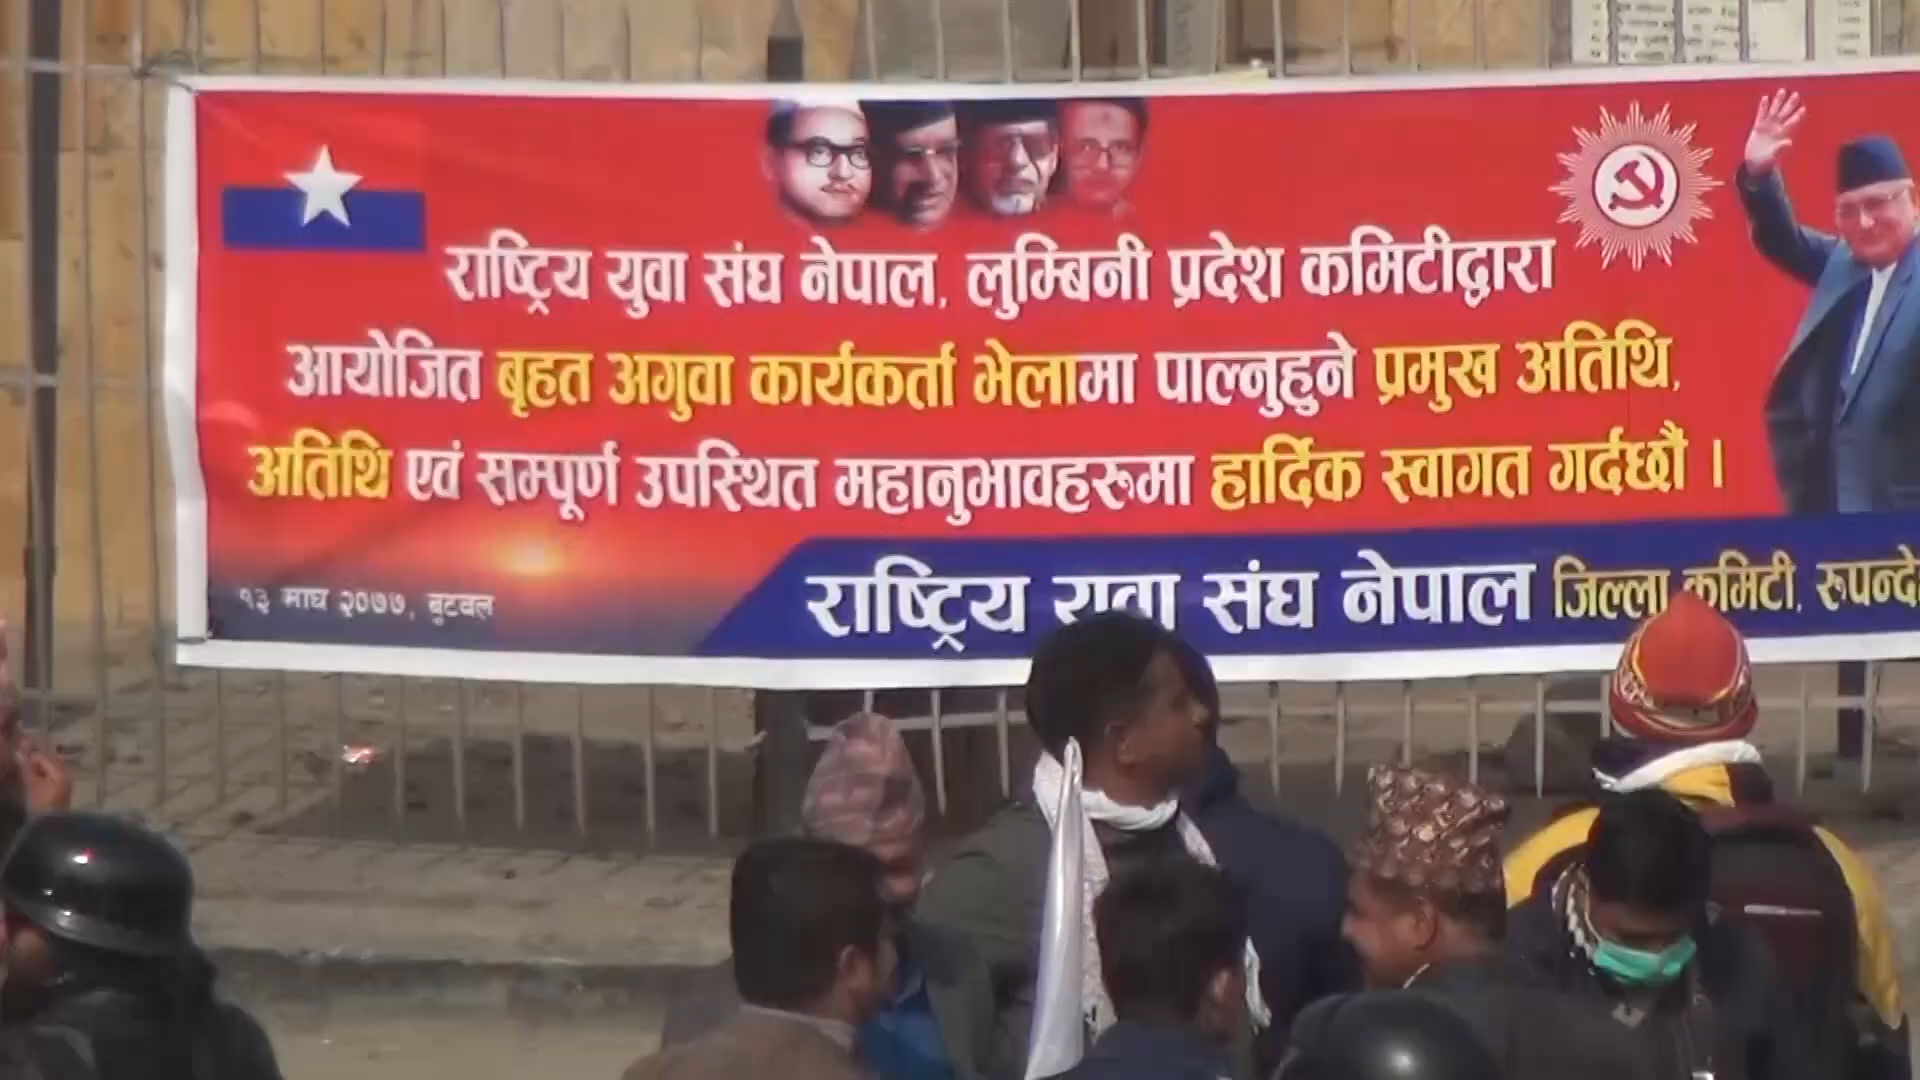 राष्ट्रिय युवा संघ नेपाल, लुम्बिनी प्रदेश कमिटीद्वारा
आयोजित बृहत अगुवा कार्यकर्ता भेलामा पाल्नुहुने प्रमुख अतिथि,
अतिथि एवं सम्पूर्ण उपस्थित महानुभावहरूमा हार्दिक स्वागत गर्दछौं ।
१३ माघ २०७७, बुटवल
राष्ट्रिय युवा संघ नेपाल जिल्ला कमिटी, रुपन्दे